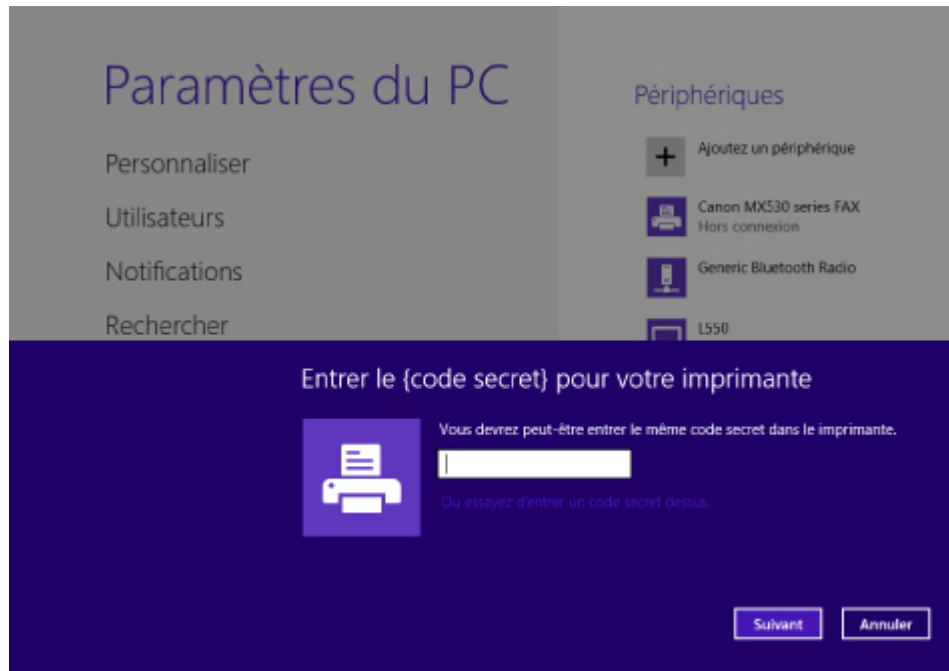 Paramètres du PC
Personnaliser
Utilisateurs
Notifications
Rechercher
Périphériques
Ajoutez un périphérique
Canon MX530 series FAX
Hors connexion
Generic Bluetooth Radio
L550
Entrer le {code secret} pour votre imprimante
Vous devrez peut-être entrer le même code secret dans le imprimante.
Ou essayez d'entrer un code secret dessus.
Suivant
Annuler